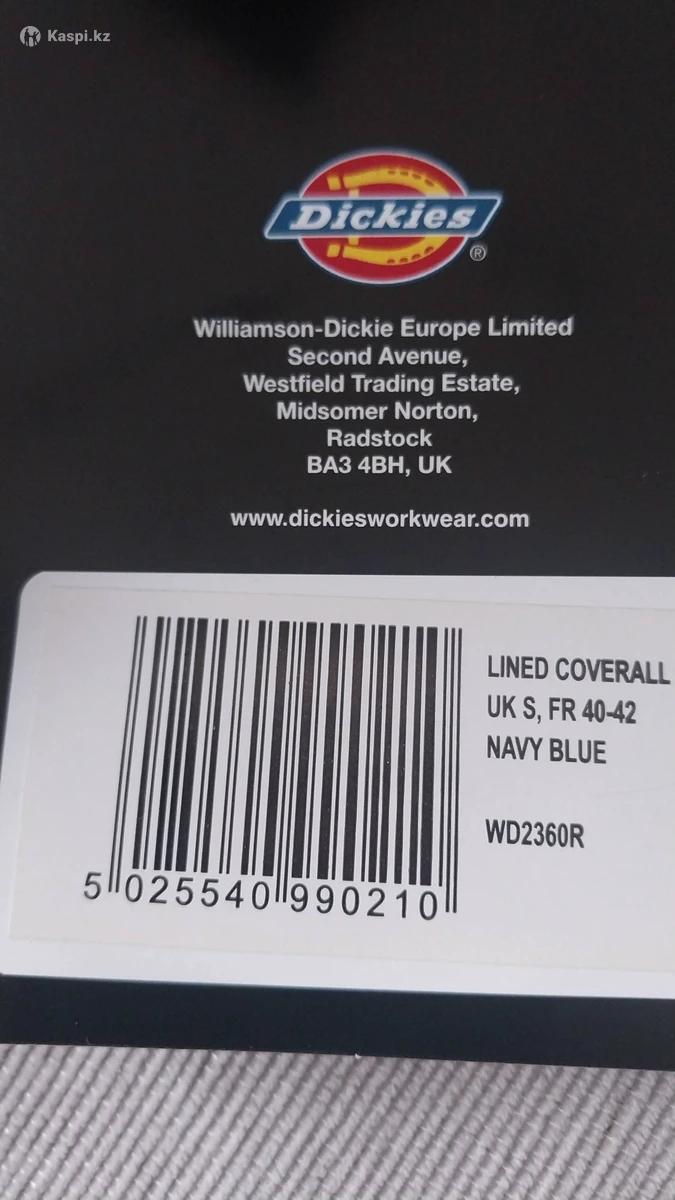 Kaspi.kz
Dickies
®
Williamson-Dickie Europe Limited
Second Avenue,
Westfield Trading Estate,
Midsomer Norton,
Radstock
BA3 4BH, UK
www.dickiesworkwear.com
LINED COVERALL
UK S, FR 40-42
NAVY BLUE
WD2360R
5 025540 990210